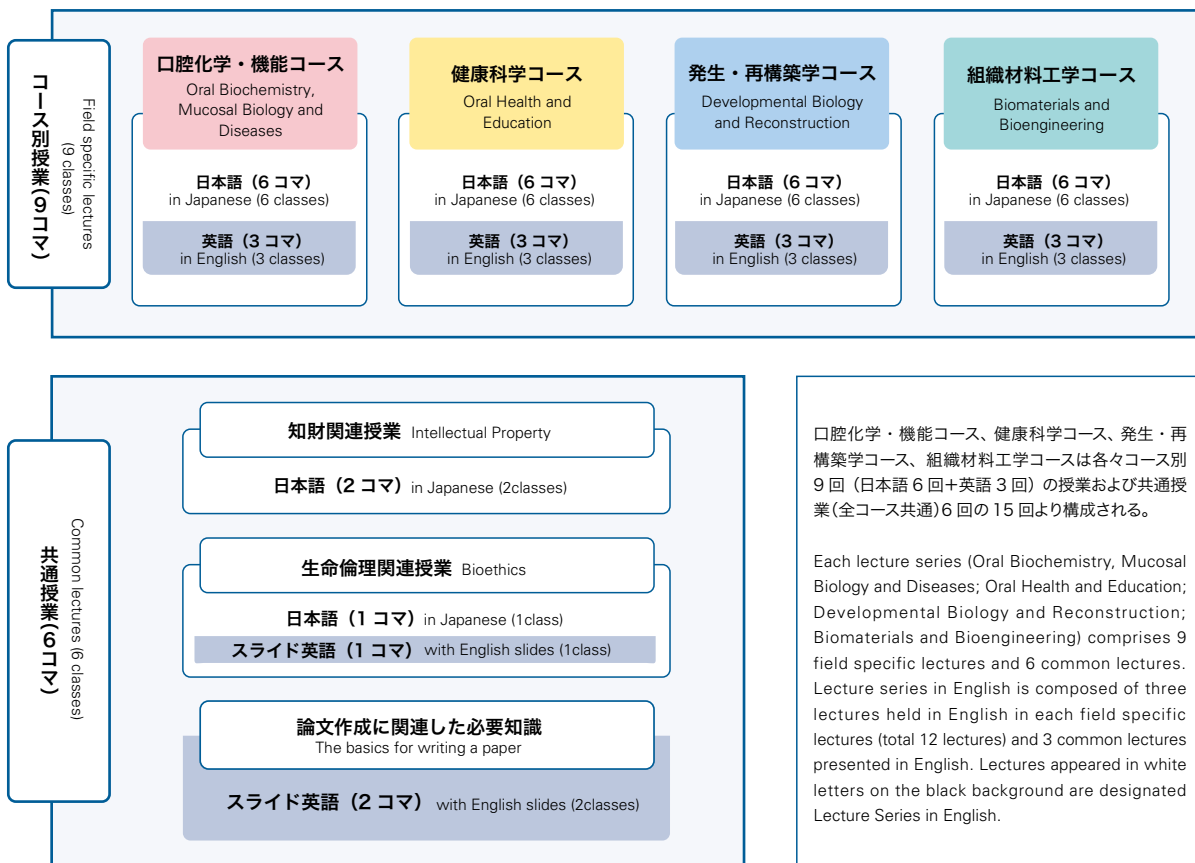 コース別授業(9コマ)
Field specific lectures
(9 classes)
口腔化学・機能コース
Oral Biochemistry,
Mucosal Biology and
Diseases
日本語(6 コマ)
in Japanese (6 classes)
英語(3 コマ)
in English (3 classes)
健康科学コース
Oral Health and
Education
日本語(6 コマ)
in Japanese (6 classes)
英語(3 コマ)
in English (3 classes)
発生・再構築学コース
Developmental Biology
and Reconstruction
日本語(6 コマ)
in Japanese (6 classes)
英語(3 コマ)
in English (3 classes)
組織材料工学コース
Biomaterials and
Bioengineering
日本語(6 コマ)
in Japanese (6 classes)
英語(3 コマ)
in English (3 classes)
共通授業(6コマ)
Common lectures (6 classes)
知財関連授業 Intellectual Property
日本語(2 コマ) in Japanese (2classes)
生命倫理関連授業 Bioethics
日本語(1 コマ) in Japanese (1class)
スライド英語(1 コマ) with English slides (1class)
論文作成に関連した必要知識
The basics for writing a paper
スライド英語(2 コマ) with English slides (2classes)
口腔化学・機能コース、健康科学コース、発生・再
構築学コース、組織材料工学コースは各々コース別
9 回(日本語 6 回+英語 3 回)の授業および共通授
業(全コース共通)6 回の 15 回より構成される。
Each lecture series (Oral Biochemistry, Mucosal
Biology and Diseases; Oral Health and Education;
Developmental Biology and Reconstruction;
Biomaterials and Bioengineering) comprises 9
field specific lectures and 6 common lectures.
Lecture series in English is composed of three
lectures held in English in each field specific
lectures (total 12 lectures) and 3 common lectures
presented in English. Lectures appeared in white
letters on the black background are designated
Lecture Series in English.